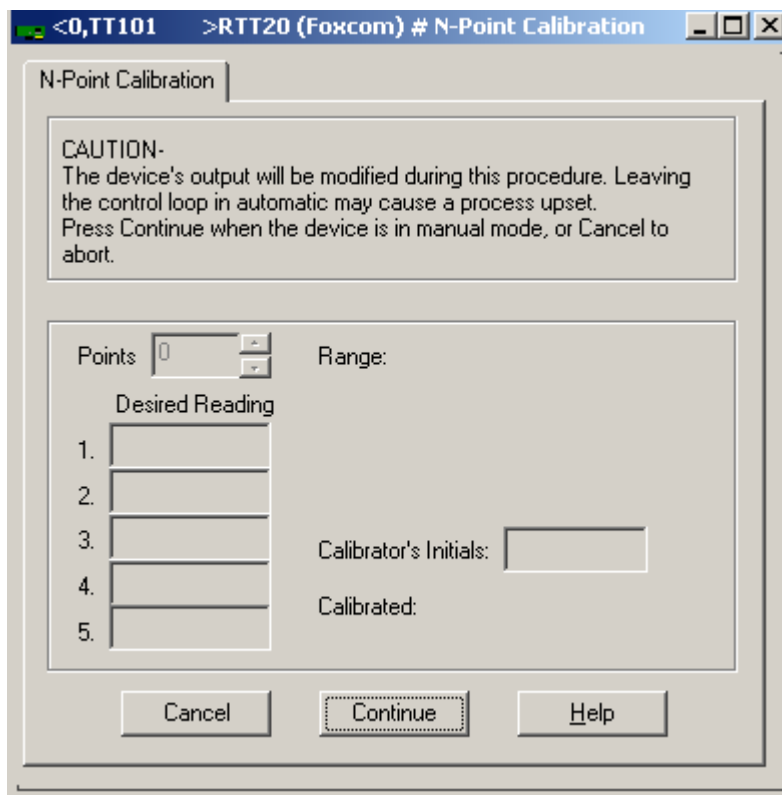 <0,TT101 >RTT20 (Foxcom) # N-Point Calibration
N-Point Calibration
CAUTION-
The device's output will be modified during this procedure. Leaving
the control loop in automatic may cause a process upset.
Press Continue when the device is in manual mode, or Cancel to
abort.
Points 0 Range:
Desired Reading
1.
2.
3.
Calibrator's Initials:
4.
Calibrated:
5.
Cancel Continue Help